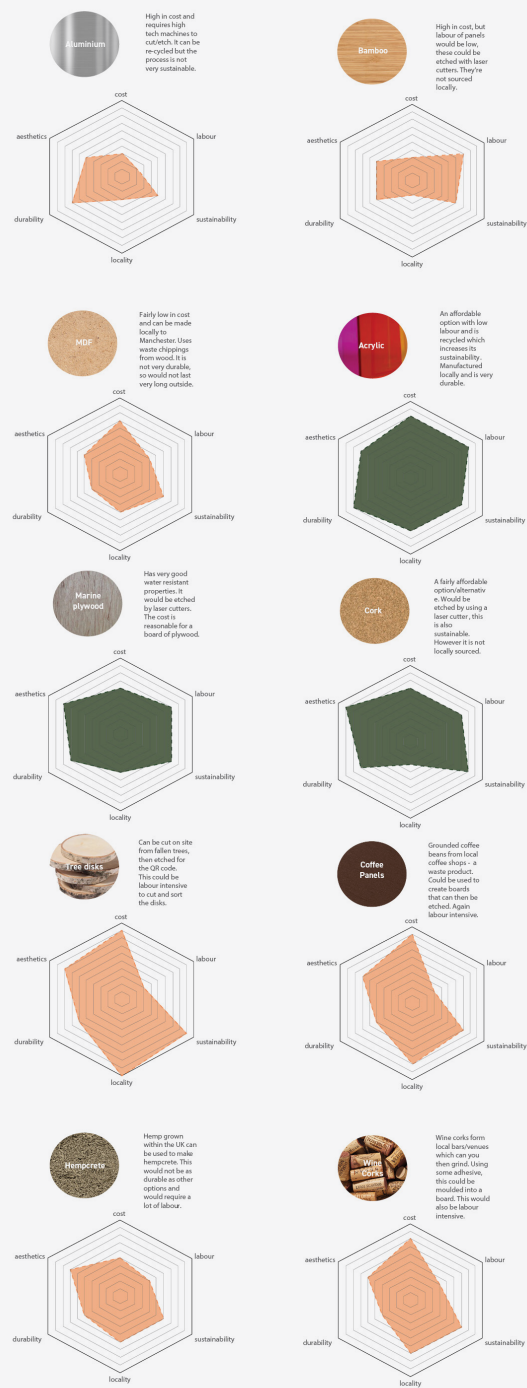 Aluminium
High in cost and
requires high
tech machines to
cut/etch. It can be
re-cycled but the
process is not
very sustainable.
cost
aesthetics
labour
durability
sustainability
locality
Bamboo
High in cost, but
labour of panels
would be low,
these could be
etched with laser
cutters. They're
not sourced
locally.
cost
aesthetics
labour
durability
sustainability
locality
MDF
Fairly low in cost
and can be made
locally to
Manchester. Uses
waste chippings
from wood. It is
not very durable,
so would not last
very long outside.
cost
aesthetics
labour
durability
sustainability
locality
Acrylic
An affordable
option with low
labour and is
recycled which
increases its
sustainability.
Manufactured
locally and is very
durable.
cost
aesthetics
labour
durability
sustainability
locality
Marine
plywood
Has very good
water resistant
properties. It
would be etched
by laser cutters.
The cost is
reasonable for a
board of plywood.
cost
aesthetics
labour
durability
sustainability
locality
Cork
A fairly affordable
option/alternativ
e. Would be
etched by using a
laser cutter , this
is also
sustainable.
However it is not
locally sourced.
cost
aesthetics
labour
durability
sustainability
locality
Tree disks
Can be cut on site
from fallen trees,
then etched for
the QR code.
This could be
labour intensive
to cut and sort
the disks.
cost
aesthetics
labour
durability
sustainability
locality
Coffee
Panels
Grounded coffee
beans from local
coffee shops - a
waste product.
Could be used to
create boards
that can then be
etched. Again
labour intensive.
cost
aesthetics
labour
durability
sustainability
locality
Hempcrete
Hemp grown
within the UK can
be used to make
hempcrete. This
would not be as
durable as other
options and
would require a
lot of labour.
cost
aesthetics
labour
durability
sustainability
locality
Wine
Corks
Wine corks form
local bars/venues
which can you
then grind. Using
some adhesive,
this could be
moulded into a
board. This would
also be labour
intensive.
cost
aesthetics
labour
durability
sustainability
locality